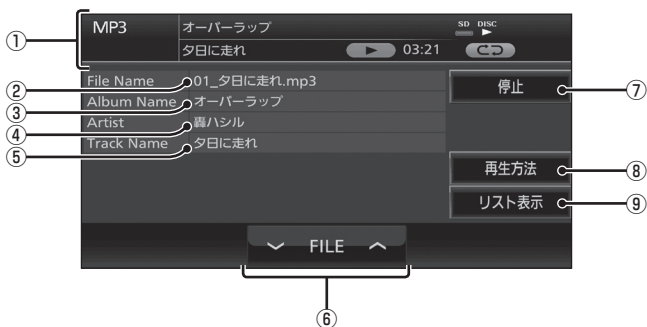 MP3 オーバーラップ SD DISC
夕日に走れ 03:21
①
File Name 01_夕日に走れ.mp3
②
Album Name オーバーラップ
③
Artist 轟ハシル
④
Track Name 夕日に走れ
⑤
停止 ⑦
再生方法 ⑧
リスト表示 ⑨
FILE
⑥